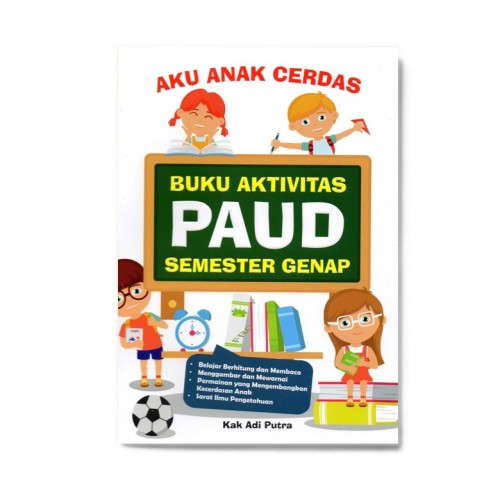 AKU ANAK CERDAS
BUKU AKTIVITAS
PAUD
SEMESTER GENAP
• Belajar Berhitung dan Membaca
• Menggambar dan Mewarnai
• Permainan yang Mengembangkan
Kecerdasan Anak
• Sarat Ilmu Pengetahuan
Kak Adi Putra